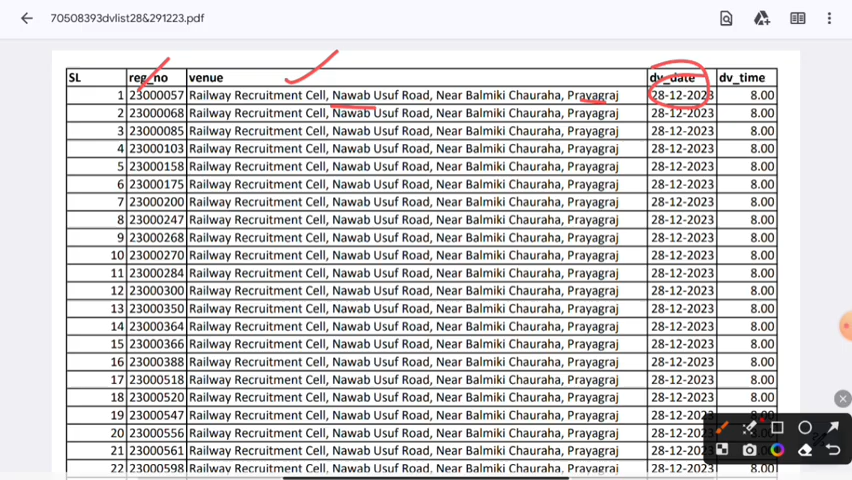 70508393dvlist28&291223.pdf
SL reg_no venue dv_date dv_time
1 23000057 Railway Recruitment Cell, Nawab Usuf Road, Near Balmiki Chauraha, Prayagraj 28-12-2023 8.00
2 23000068 Railway Recruitment Cell, Nawab Usuf Road, Near Balmiki Chauraha, Prayagraj 28-12-2023 8.00
3 23000085 Railway Recruitment Cell, Nawab Usuf Road, Near Balmiki Chauraha, Prayagraj 28-12-2023 8.00
4 23000103 Railway Recruitment Cell, Nawab Usuf Road, Near Balmiki Chauraha, Prayagraj 28-12-2023 8.00
5 23000158 Railway Recruitment Cell, Nawab Usuf Road, Near Balmiki Chauraha, Prayagraj 28-12-2023 8.00
6 23000175 Railway Recruitment Cell, Nawab Usuf Road, Near Balmiki Chauraha, Prayagraj 28-12-2023 8.00
7 23000200 Railway Recruitment Cell, Nawab Usuf Road, Near Balmiki Chauraha, Prayagraj 28-12-2023 8.00
8 23000247 Railway Recruitment Cell, Nawab Usuf Road, Near Balmiki Chauraha, Prayagraj 28-12-2023 8.00
9 23000268 Railway Recruitment Cell, Nawab Usuf Road, Near Balmiki Chauraha, Prayagraj 28-12-2023 8.00
10 23000270 Railway Recruitment Cell, Nawab Usuf Road, Near Balmiki Chauraha, Prayagraj 28-12-2023 8.00
11 23000284 Railway Recruitment Cell, Nawab Usuf Road, Near Balmiki Chauraha, Prayagraj 28-12-2023 8.00
12 23000300 Railway Recruitment Cell, Nawab Usuf Road, Near Balmiki Chauraha, Prayagraj 28-12-2023 8.00
13 23000350 Railway Recruitment Cell, Nawab Usuf Road, Near Balmiki Chauraha, Prayagraj 28-12-2023 8.00
14 23000364 Railway Recruitment Cell, Nawab Usuf Road, Near Balmiki Chauraha, Prayagraj 28-12-2023 8.00
15 23000366 Railway Recruitment Cell, Nawab Usuf Road, Near Balmiki Chauraha, Prayagraj 28-12-2023 8.00
16 23000388 Railway Recruitment Cell, Nawab Usuf Road, Near Balmiki Chauraha, Prayagraj 28-12-2023 8.00
17 23000518 Railway Recruitment Cell, Nawab Usuf Road, Near Balmiki Chauraha, Prayagraj 28-12-2023 8.00
18 23000520 Railway Recruitment Cell, Nawab Usuf Road, Near Balmiki Chauraha, Prayagraj 28-12-2023 8.00
19 23000547 Railway Recruitment Cell, Nawab Usuf Road, Near Balmiki Chauraha, Prayagraj 28-12-2023 8.00
20 23000556 Railway Recruitment Cell, Nawab Usuf Road, Near Balmiki Chauraha, Prayagraj 28-12-2023
21 23000561 Railway Recruitment Cell, Nawab Usuf Road, Near Balmiki Chauraha, Prayagraj 28-12-2023
22 23000598 Railway Recruitment Cell, Nawab Usuf Road, Near Balmiki Chauraha, Prayagraj 28-12-2023 8.00